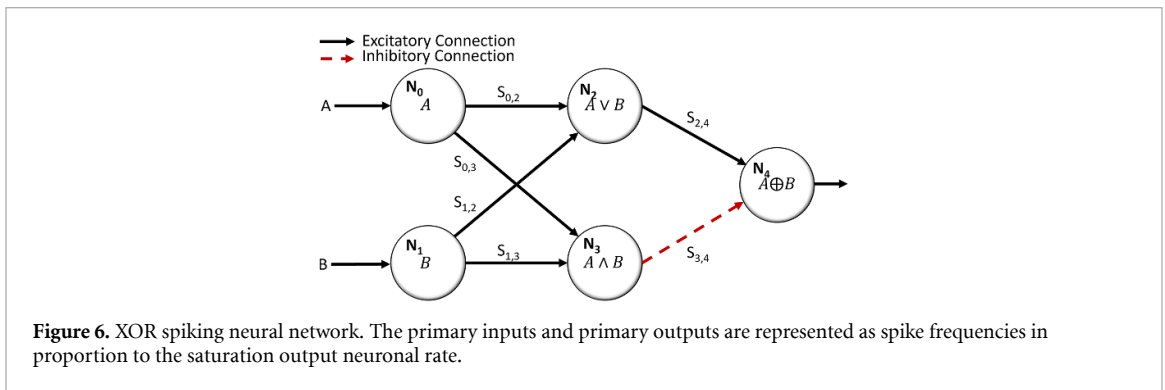 Excitatory Connection
Inhibitory Connection
A
N₀
A
S₀,₂
N₂
A ∨ B
S₂,₄
S₀,₃
N₄
A⊕B
S₁,₂
B
N₁
B
S₁,₃
N₃
A ∧ B
S₃,₄
Figure 6. XOR spiking neural network. The primary inputs and primary outputs are represented as spike frequencies in
proportion to the saturation output neuronal rate.